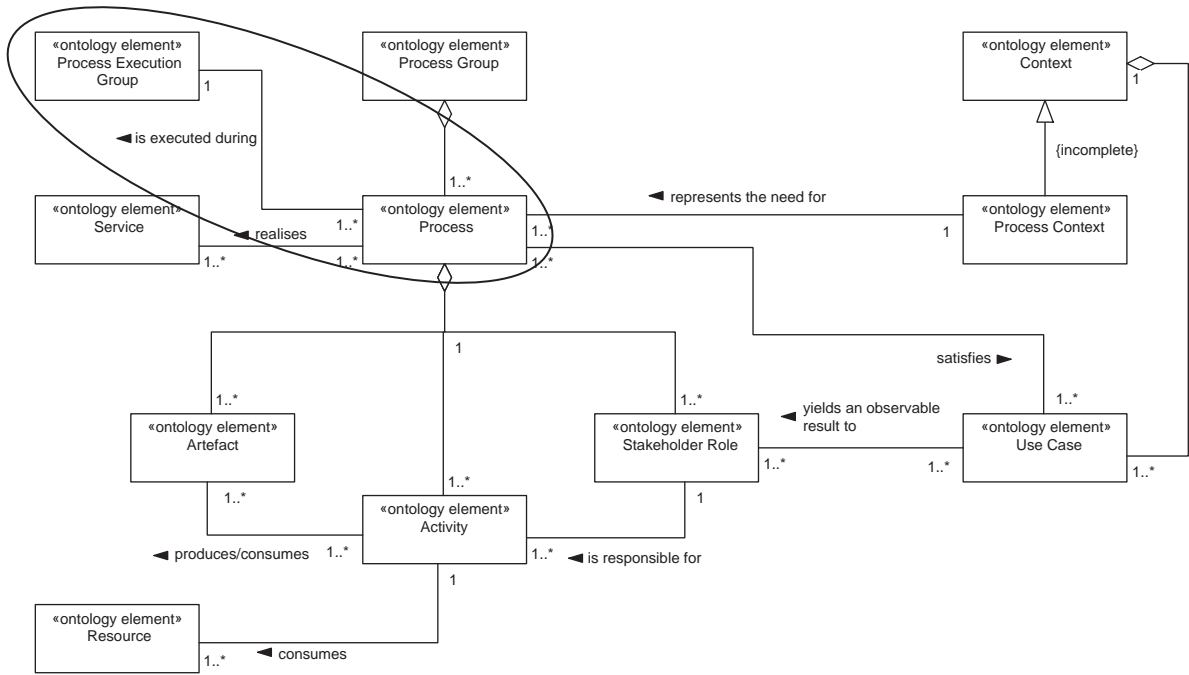 «ontology element»
Process Execution
Group
1
«ontology element»
Process Group
«ontology element»
Context
1
is executed during
{incomplete}
1..*
represents the need for
«ontology element»
Service
1..*
realises
1..*
1..*
«ontology element»
Process
1..*
1..*
1
«ontology element»
Process Context
1
satisfies
1..*
1..*
1..*
yields an observable
result to
«ontology element»
Artefact
«ontology element»
Stakeholder Role
1..*
1..*
«ontology element»
Use Case
1..*
1..*
1..*
1
«ontology element»
Activity
produces/consumes
1..*
1..*
is responsible for
1
«ontology element»
Resource
1..*
consumes